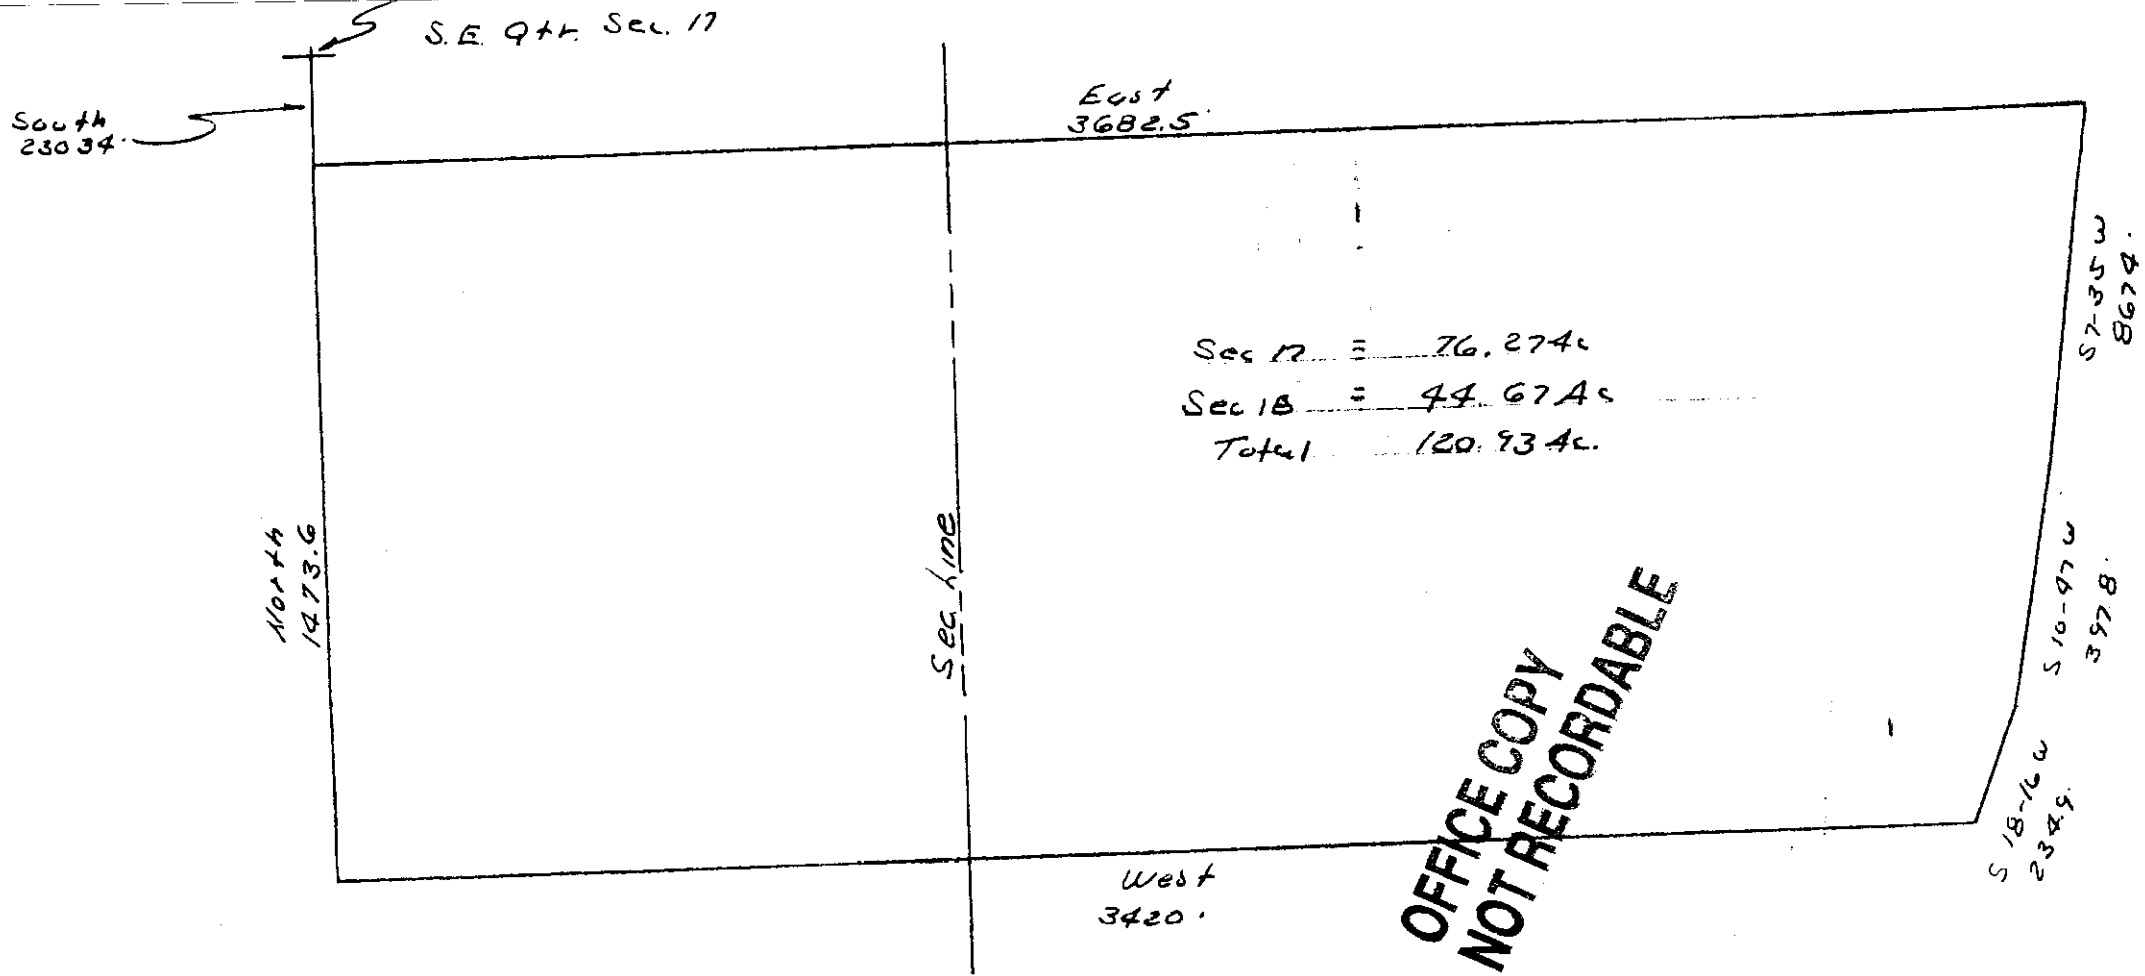 S.E. Qtr. Sec. 17
South
230 34.
East
3682.5
S 7-35 W
867 4.
Sec 17 = 76.27 Ac
Sec 18 = 44.67 Ac
Total 120.93 Ac.
North
1473.6
Sec. Line
S 10-47 W
397 8.
S 18-16 W
234.9.
West
3420.
OFFICE COPY
NOT RECORDABLE